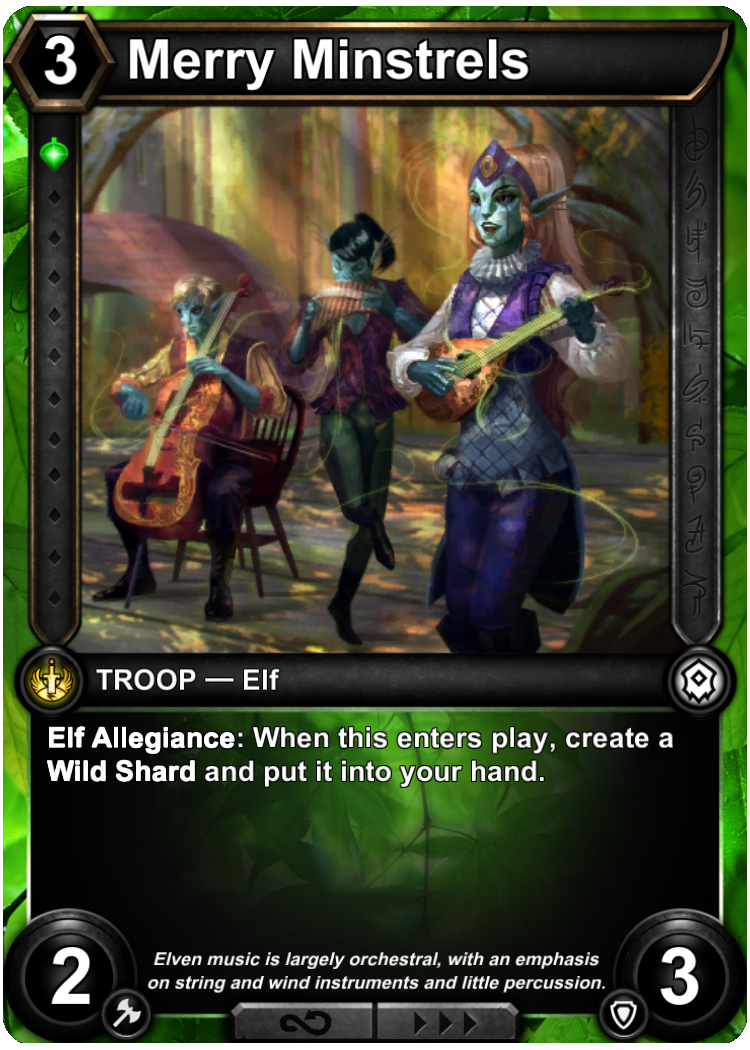 3
Merry Minstrels
TROOP — Elf
Elf Allegiance: When this enters play, create a
Wild Shard and put it into your hand.
Elven music is largely orchestral, with an emphasis
on string and wind instruments and little percussion.
2
3